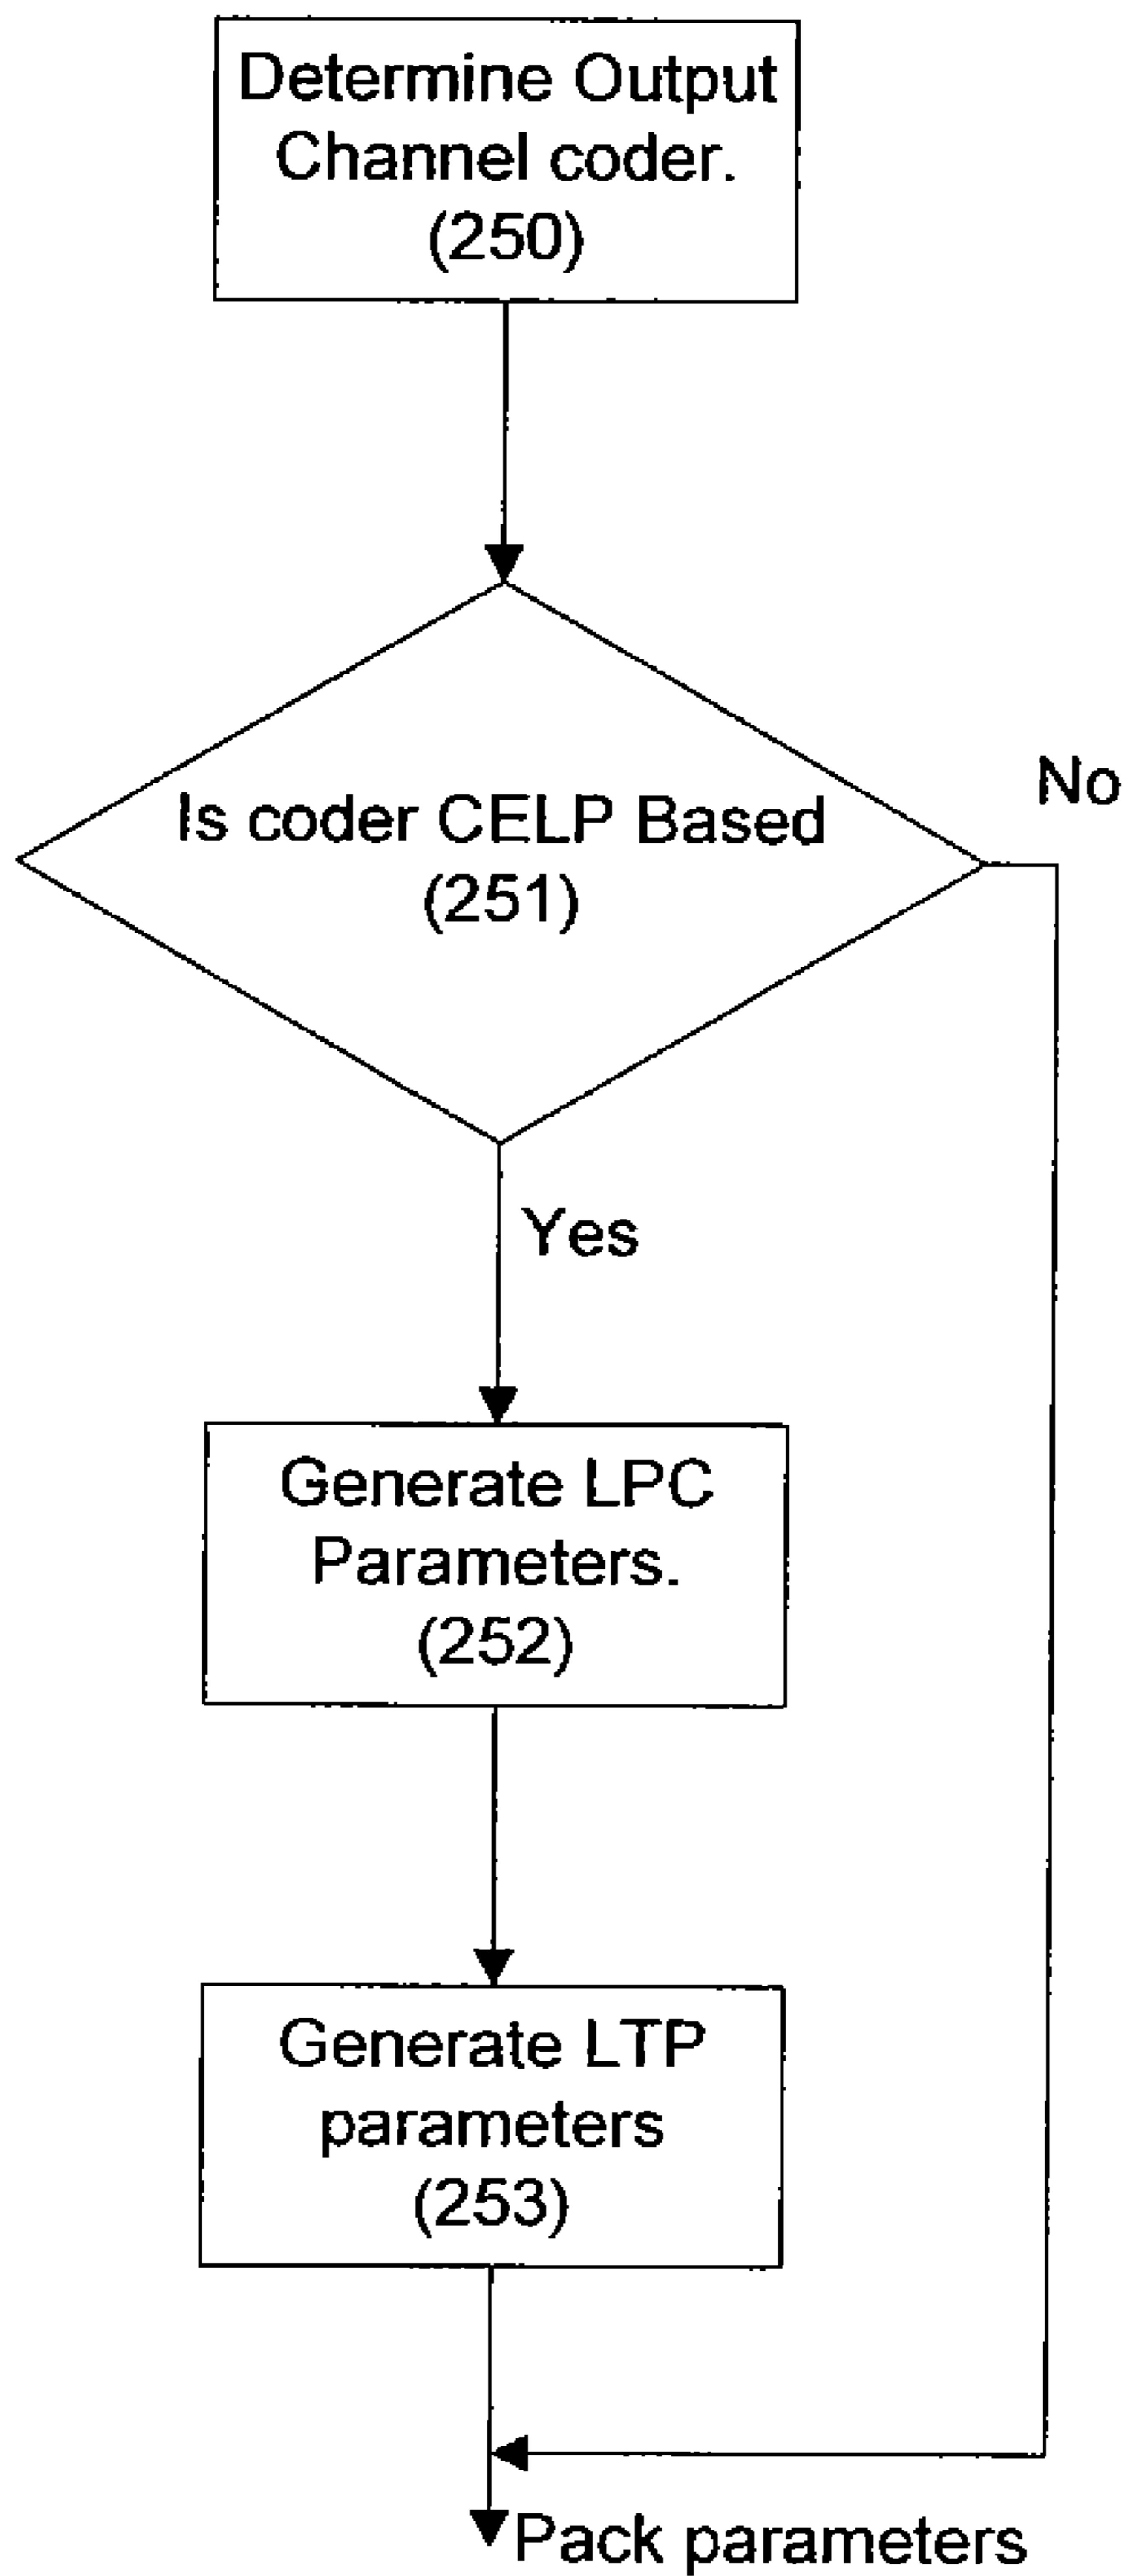 Determine Output
Channel coder.
(250)
Is coder CELP Based
(251)
No
Yes
Generate LPC
Parameters.
(252)
Generate LTP
parameters
(253)
Pack parameters